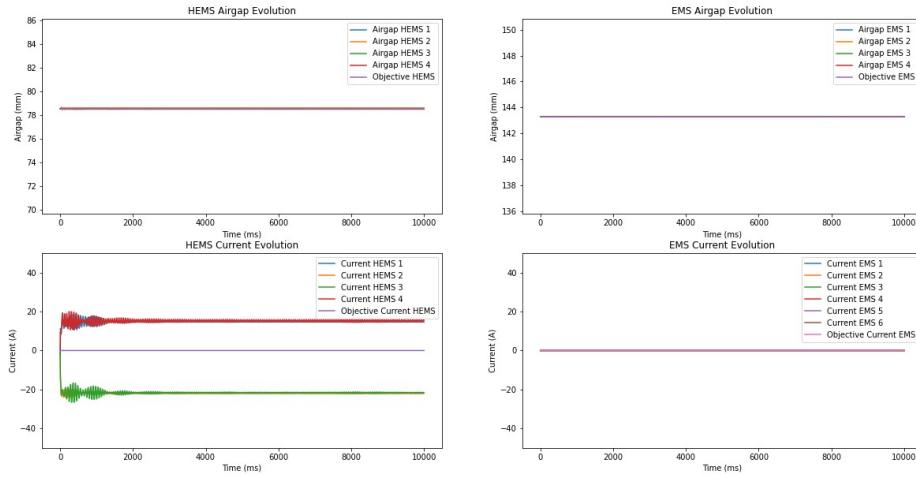 HEMS Airgap Evolution
86
84
82
80
78
76
74
72
70
Airgap (mm)
Airgap HEMS 1
Airgap HEMS 2
Airgap HEMS 3
Airgap HEMS 4
Objective HEMS
0
2000
4000
6000
8000
10000
Time (ms)
EMS Airgap Evolution
150
148
146
144
142
140
138
136
Airgap (mm)
Airgap EMS 1
Airgap EMS 2
Airgap EMS 3
Airgap EMS 4
Objective EMS
0
2000
4000
6000
8000
10000
Time (ms)
HEMS Current Evolution
40
20
0
−20
−40
Current (A)
Current HEMS 1
Current HEMS 2
Current HEMS 3
Current HEMS 4
Objective Current HEMS
0
2000
4000
6000
8000
10000
Time (ms)
EMS Current Evolution
40
20
0
−20
−40
Current (A)
Current EMS 1
Current EMS 2
Current EMS 3
Current EMS 4
Current EMS 5
Current EMS 6
Objective Current EMS
0
2000
4000
6000
8000
10000
Time (ms)